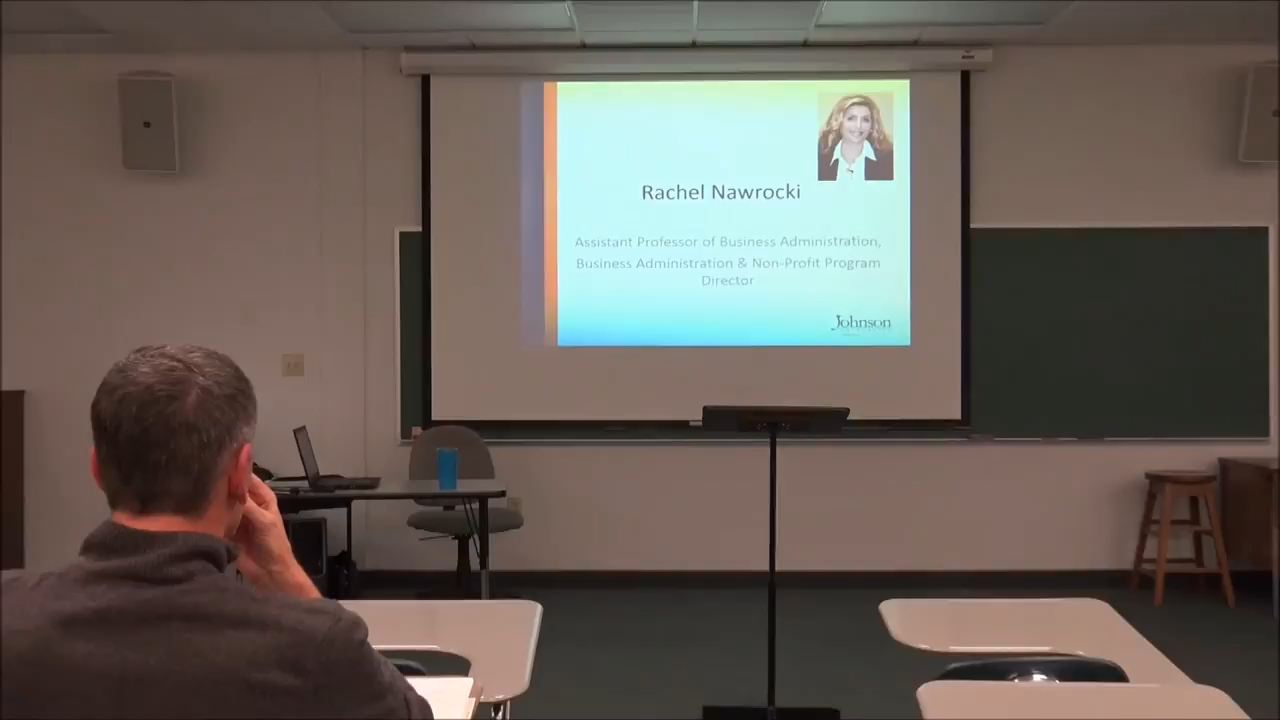 Rachel Nawrocki
Assistant Professor of Business Administration,
Business Administration & Non-Profit Program
Director
Johnson